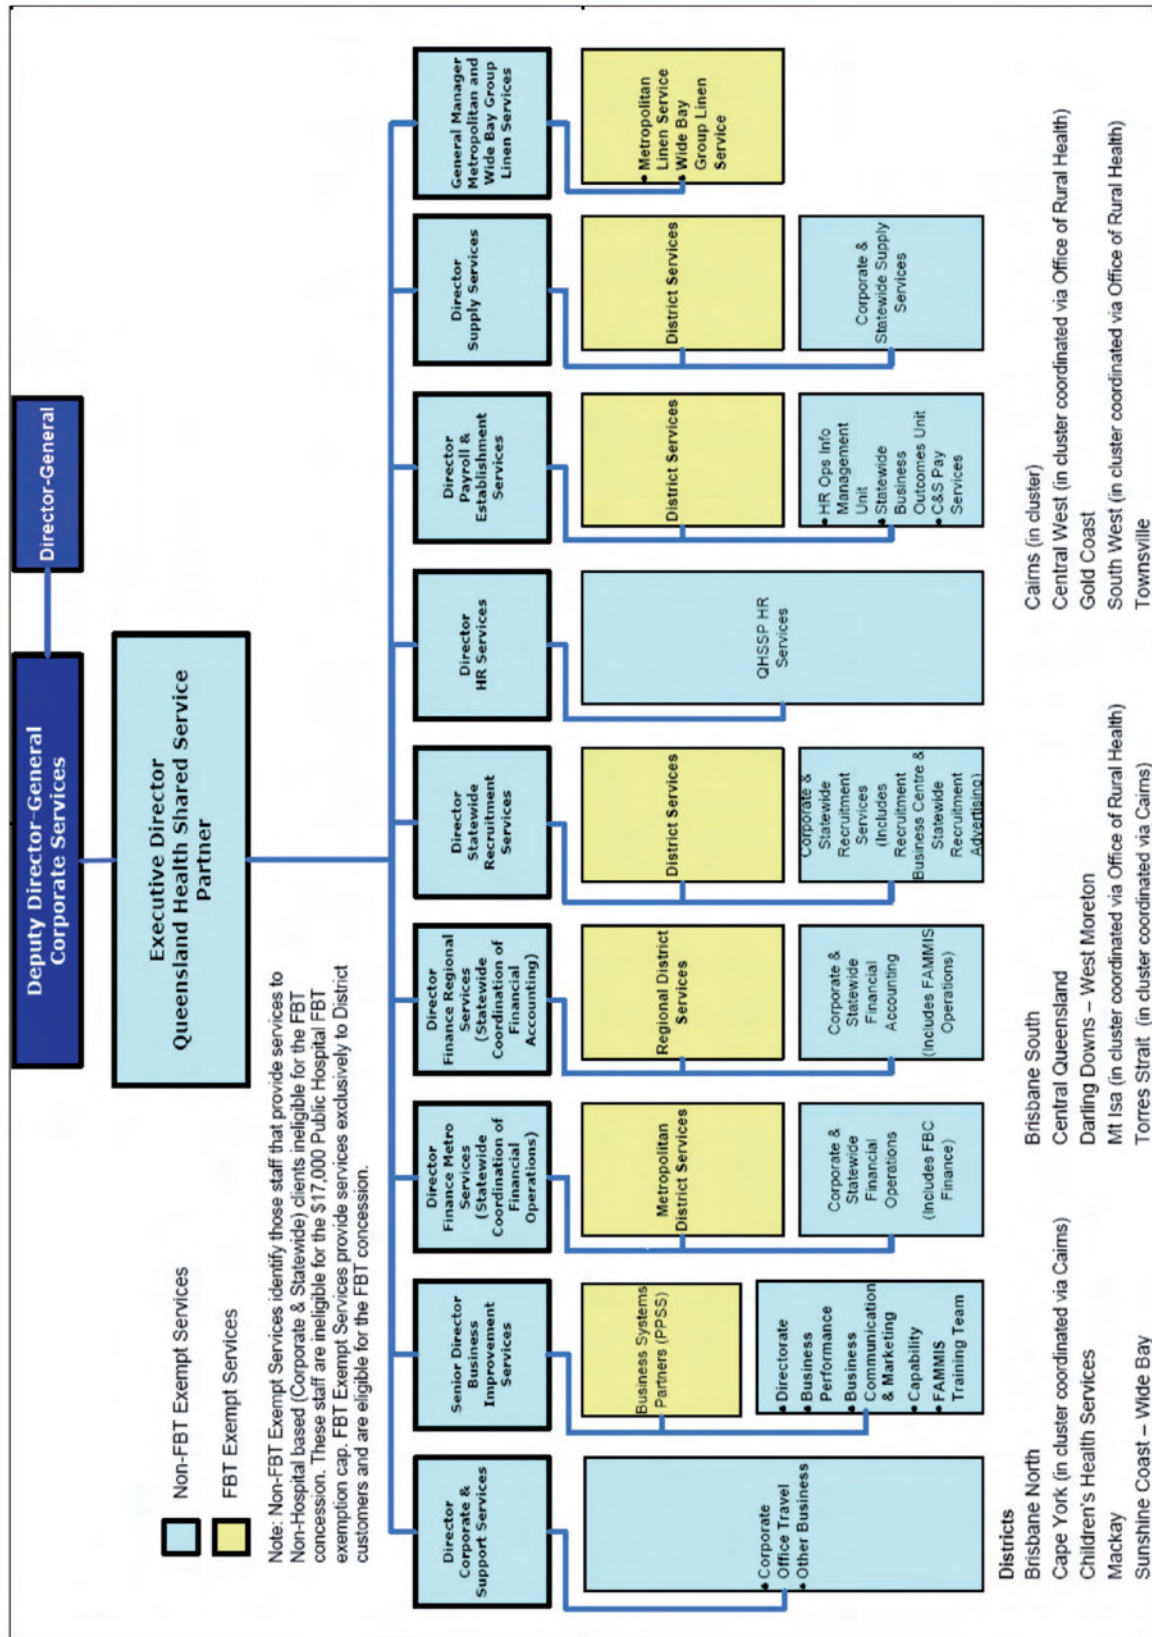 Deputy Director-General
Corporate Services
Director-General
Executive Director
Queensland Health Shared Service
Partner
Non-FBT Exempt Services
FBT Exempt Services
Note: Non-FBT Exempt Services identify those staff that provide services to
Non-Hospital based (Corporate & Statewide) clients ineligible for the FBT
concession. These staff are ineligible for the $17,000 Public Hospital FBT
exemption cap. FBT Exempt Services provide services exclusively to District
customers and are eligible for the FBT concession.
Director
Corporate &
Support Services
Senior Director
Business
Improvement
Services
Director
Finance Metro
Services
(Statewide
Coordination of
Financial
Operations)
Director
Finance Regional
Services
(Statewide
Coordination of
Financial
Accounting)
Director
Statewide
Recruitment
Services
Director
HR Services
Director
Payroll &
Establishment
Services
Director
Supply Services
General Manager
Metropolitan and
Wide Bay Group
Linen Services
• Corporate
Office Travel
• Other Business
Business Systems
Partners (PPSS)
• Directorate
• Business
Performance
• Business
Communication
& Marketing
• Capability
• FAMMIS
Training Team
Metropolitan
District Services
Corporate &
Statewide
Financial
Operations
(Includes FBC
Finance)
Regional District
Services
Corporate &
Statewide
Financial
Accounting
(Includes FAMMIS
Operations)
District Services
Corporate &
Statewide
Recruitment
Services
(Includes
Recruitment
Business Centre &
Statewide
Recruitment
Advertising)
QHSSP HR
Services
District Services
• HR Ops Info
Management
Unit
• Statewide
Business
Outcomes Unit
• C&S Pay
Services
District Services
Corporate &
Statewide Supply
Services
• Metropolitan
Linen Service
• Wide Bay
Group Linen
Service
Districts
Brisbane North
Cape York (in cluster coordinated via Cairns)
Children's Health Services
Mackay
Sunshine Coast – Wide Bay
Brisbane South
Central Queensland
Darling Downs – West Moreton
Mt Isa (in cluster coordinated via Office of Rural Health)
Torres Strait (in cluster coordinated via Cairns)
Cairns (in cluster)
Central West (in cluster coordinated via Office of Rural Health)
Gold Coast
South West (in cluster coordinated via Office of Rural Health)
Townsville